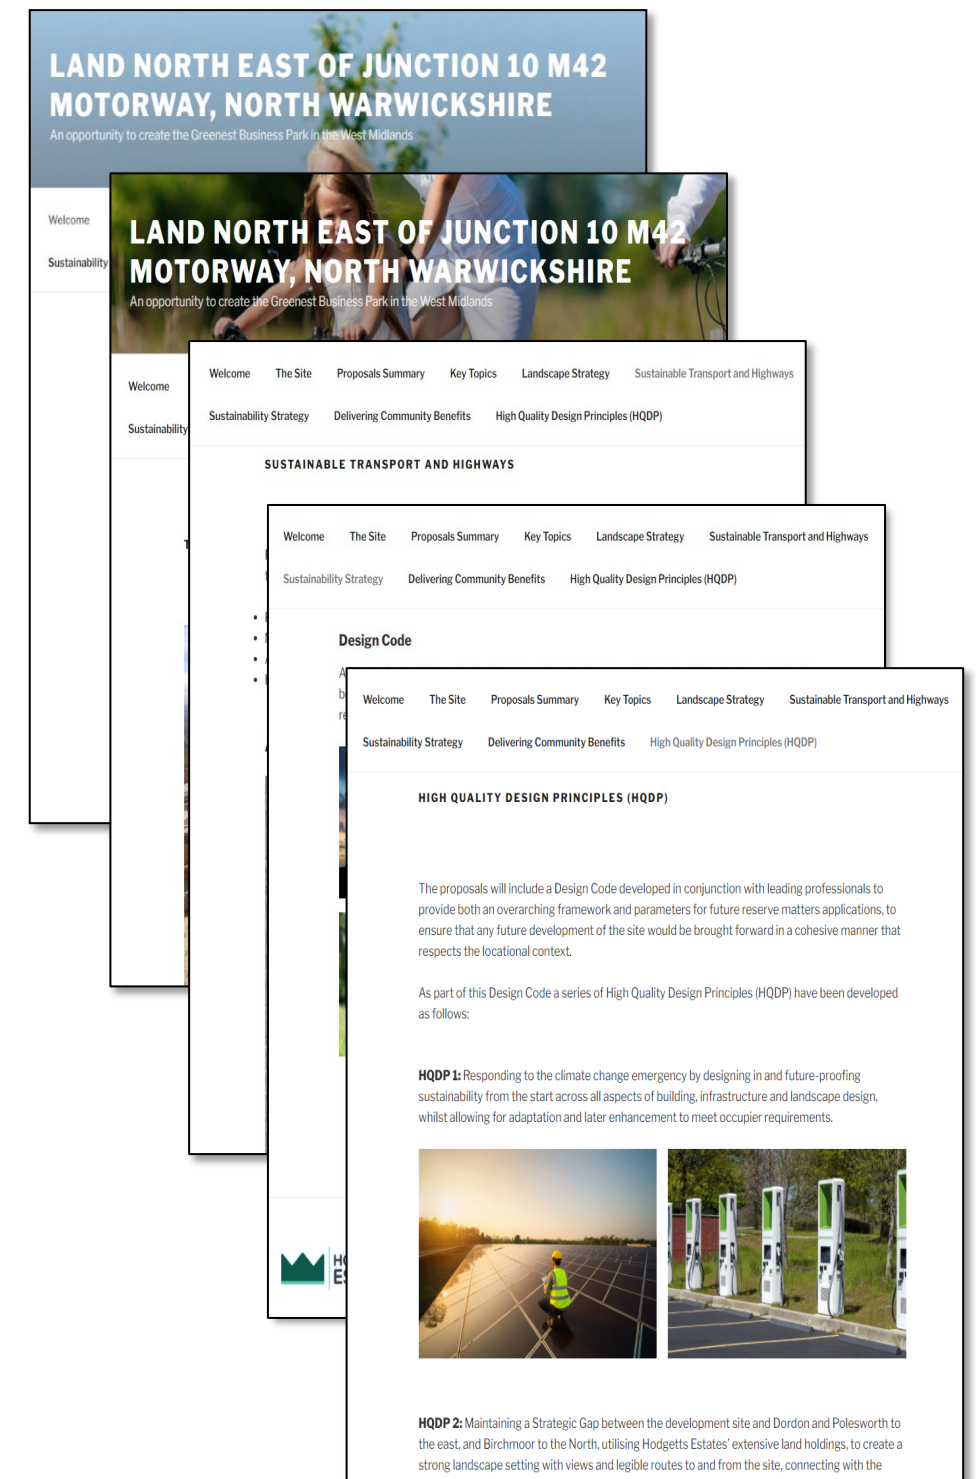 LAND NORTH EAST OF JUNCTION 10 M42
MOTORWAY, NORTH WARWICKSHIRE
An opportunity to create the Greenest Business Park in the West Midlands
Welcome
Sustainability
LAND NORTH EAST OF JUNCTION 10 M42
MOTORWAY, NORTH WARWICKSHIRE
An opportunity to create the Greenest Business Park in the West Midlands
Welcome
Sustainability
Welcome The Site Proposals Summary Key Topics Landscape Strategy Sustainable Transport and Highways
Sustainability Strategy Delivering Community Benefits High Quality Design Principles (HQDP)
SUSTAINABLE TRANSPORT AND HIGHWAYS
Welcome The Site Proposals Summary Key Topics Landscape Strategy Sustainable Transport and Highways
Sustainability Strategy Delivering Community Benefits High Quality Design Principles (HQDP)
Design Code
Welcome The Site Proposals Summary Key Topics Landscape Strategy Sustainable Transport and Highways
Sustainability Strategy Delivering Community Benefits High Quality Design Principles (HQDP)
HIGH QUALITY DESIGN PRINCIPLES (HQDP)
The proposals will include a Design Code developed in conjunction with leading professionals to
provide both an overarching framework and parameters for future reserve matters applications, to
ensure that any future development of the site would be brought forward in a cohesive manner that
respects the locational context.
As part of this Design Code a series of High Quality Design Principles (HQDP) have been developed
as follows:
HQDP 1: Responding to the climate change emergency by designing in and future-proofing
sustainability from the start across all aspects of building, infrastructure and landscape design,
whilst allowing for adaptation and later enhancement to meet occupier requirements.
HQDP 2: Maintaining a Strategic Gap between the development site and Dordon and Polesworth to
the east, and Birchmoor to the North, utilising Hodgetts Estates' extensive land holdings, to create a
strong landscape setting with views and legible routes to and from the site, connecting with the